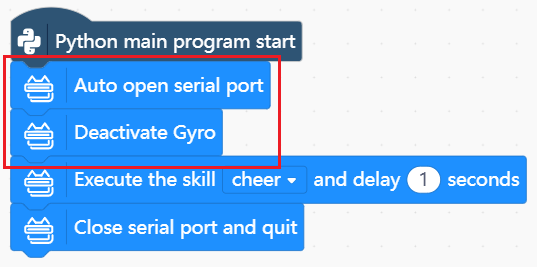 Python main program start
Auto open serial port
Deactivate Gyro
Execute the skill cheer and delay 1 seconds
Close serial port and quit